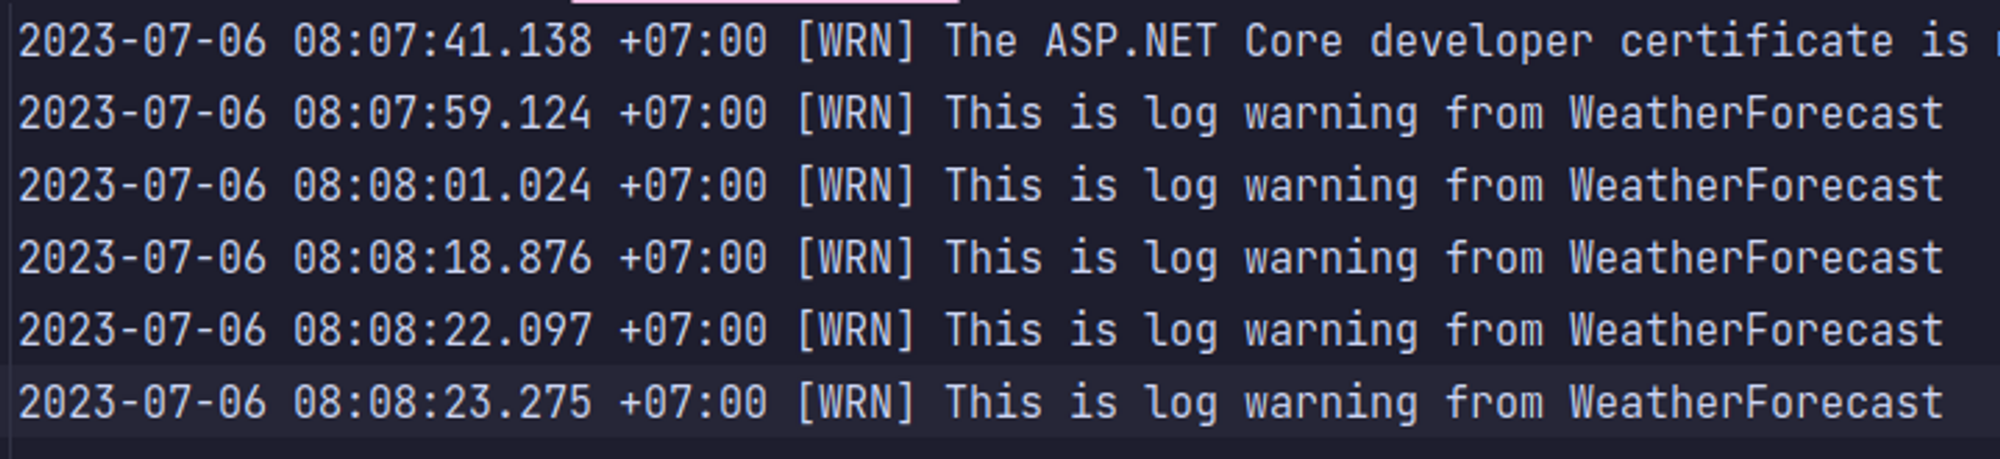 2023-07-06 08:07:41.138 +07:00 [WRN] The ASP.NET Core developer certificate is
2023-07-06 08:07:59.124 +07:00 [WRN] This is log warning from WeatherForecast
2023-07-06 08:08:01.024 +07:00 [WRN] This is log warning from WeatherForecast
2023-07-06 08:08:18.876 +07:00 [WRN] This is log warning from WeatherForecast
2023-07-06 08:08:22.097 +07:00 [WRN] This is log warning from WeatherForecast
2023-07-06 08:08:23.275 +07:00 [WRN] This is log warning from WeatherForecast